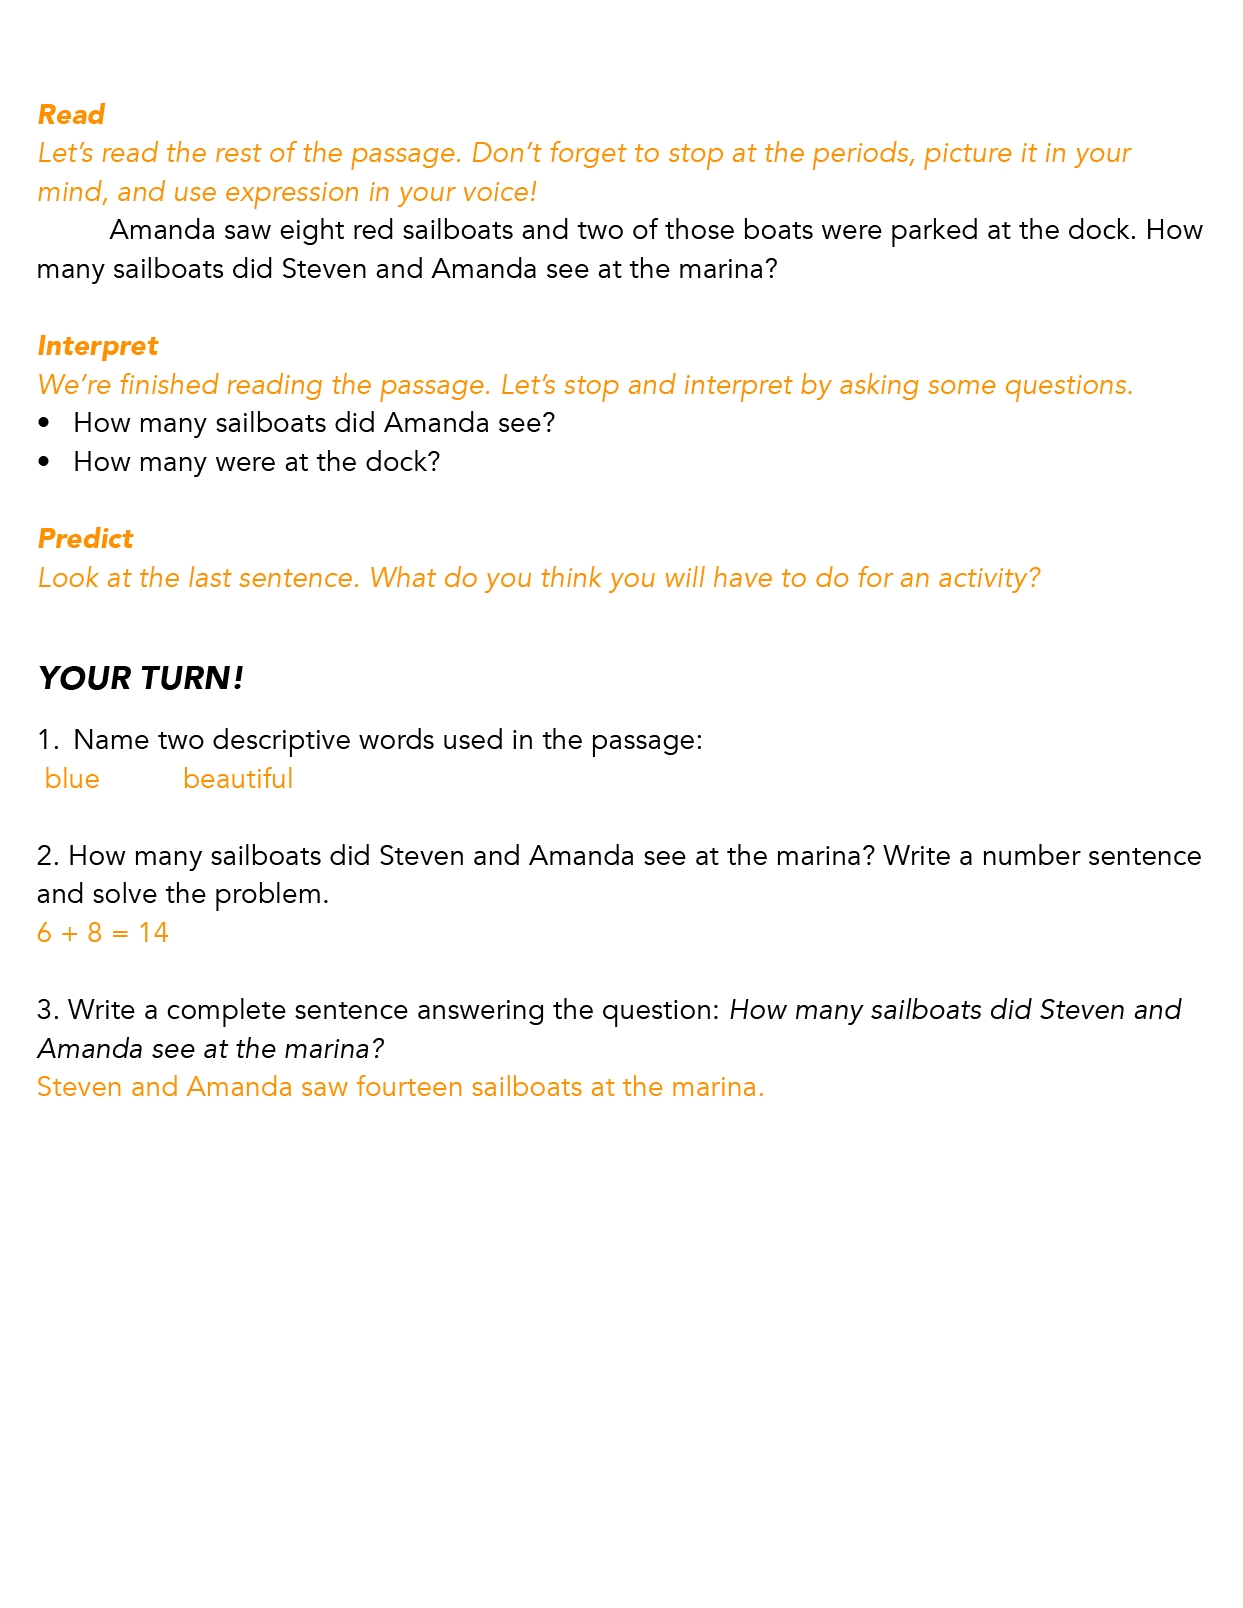 Read
Let’s read the rest of the passage. Don’t forget to stop at the periods, picture it in your
mind, and use expression in your voice!
Amanda saw eight red sailboats and two of those boats were parked at the dock. How
many sailboats did Steven and Amanda see at the marina?
Interpret
We’re finished reading the passage. Let’s stop and interpret by asking some questions.
• How many sailboats did Amanda see?
• How many were at the dock?
Predict
Look at the last sentence. What do you think you will have to do for an activity?
YOUR TURN!
1. Name two descriptive words used in the passage:
blue beautiful
2. How many sailboats did Steven and Amanda see at the marina? Write a number sentence
and solve the problem.
6 + 8 = 14
3. Write a complete sentence answering the question: How many sailboats did Steven and
Amanda see at the marina?
Steven and Amanda saw fourteen sailboats at the marina.